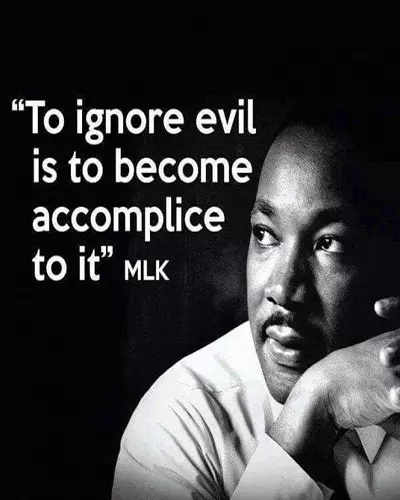 “To ignore evil
is to become
accomplice
to it” MLK